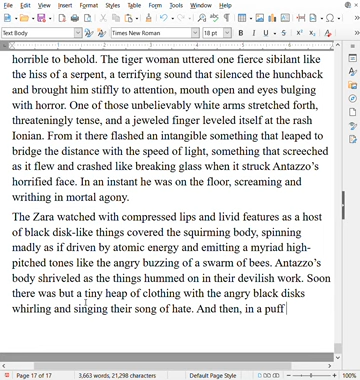 File Edit View Insert Format Styles Table Form Tools Window Help
Text Body
Times New Roman
18 pt
horrible to behold. The tiger woman uttered one fierce sibilant like
the hiss of a serpent, a terrifying sound that silenced the hunchback
and brought him stiffly to attention, mouth open and eyes bulging
with horror. One of those unbelievably white arms stretched forth,
threateningly tense, and a jeweled finger leveled itself at the rash
Ionian. From it there flashed an intangible something that leaped to
bridge the distance with the speed of light, something that screeched
as it flew and crashed like breaking glass when it struck Antazzo’s
horrified face. In an instant he was on the floor, screaming and
writhing in mortal agony.
The Zara watched with compressed lips and livid features as a host
of black disk-like things covered the squirming body, spinning
madly as if driven by atomic energy and emitting a myriad high-
pitched tones like the angry buzzing of a swarm of bees. Antazzo’s
body shriveled as the things hummed on in their devilish work. Soon
there was but a tiny heap of clothing with the angry black disks
whirling and singing their song of hate. And then, in a puff
Page 17 of 17 3,663 words, 21,298 characters Default Page Style 100%